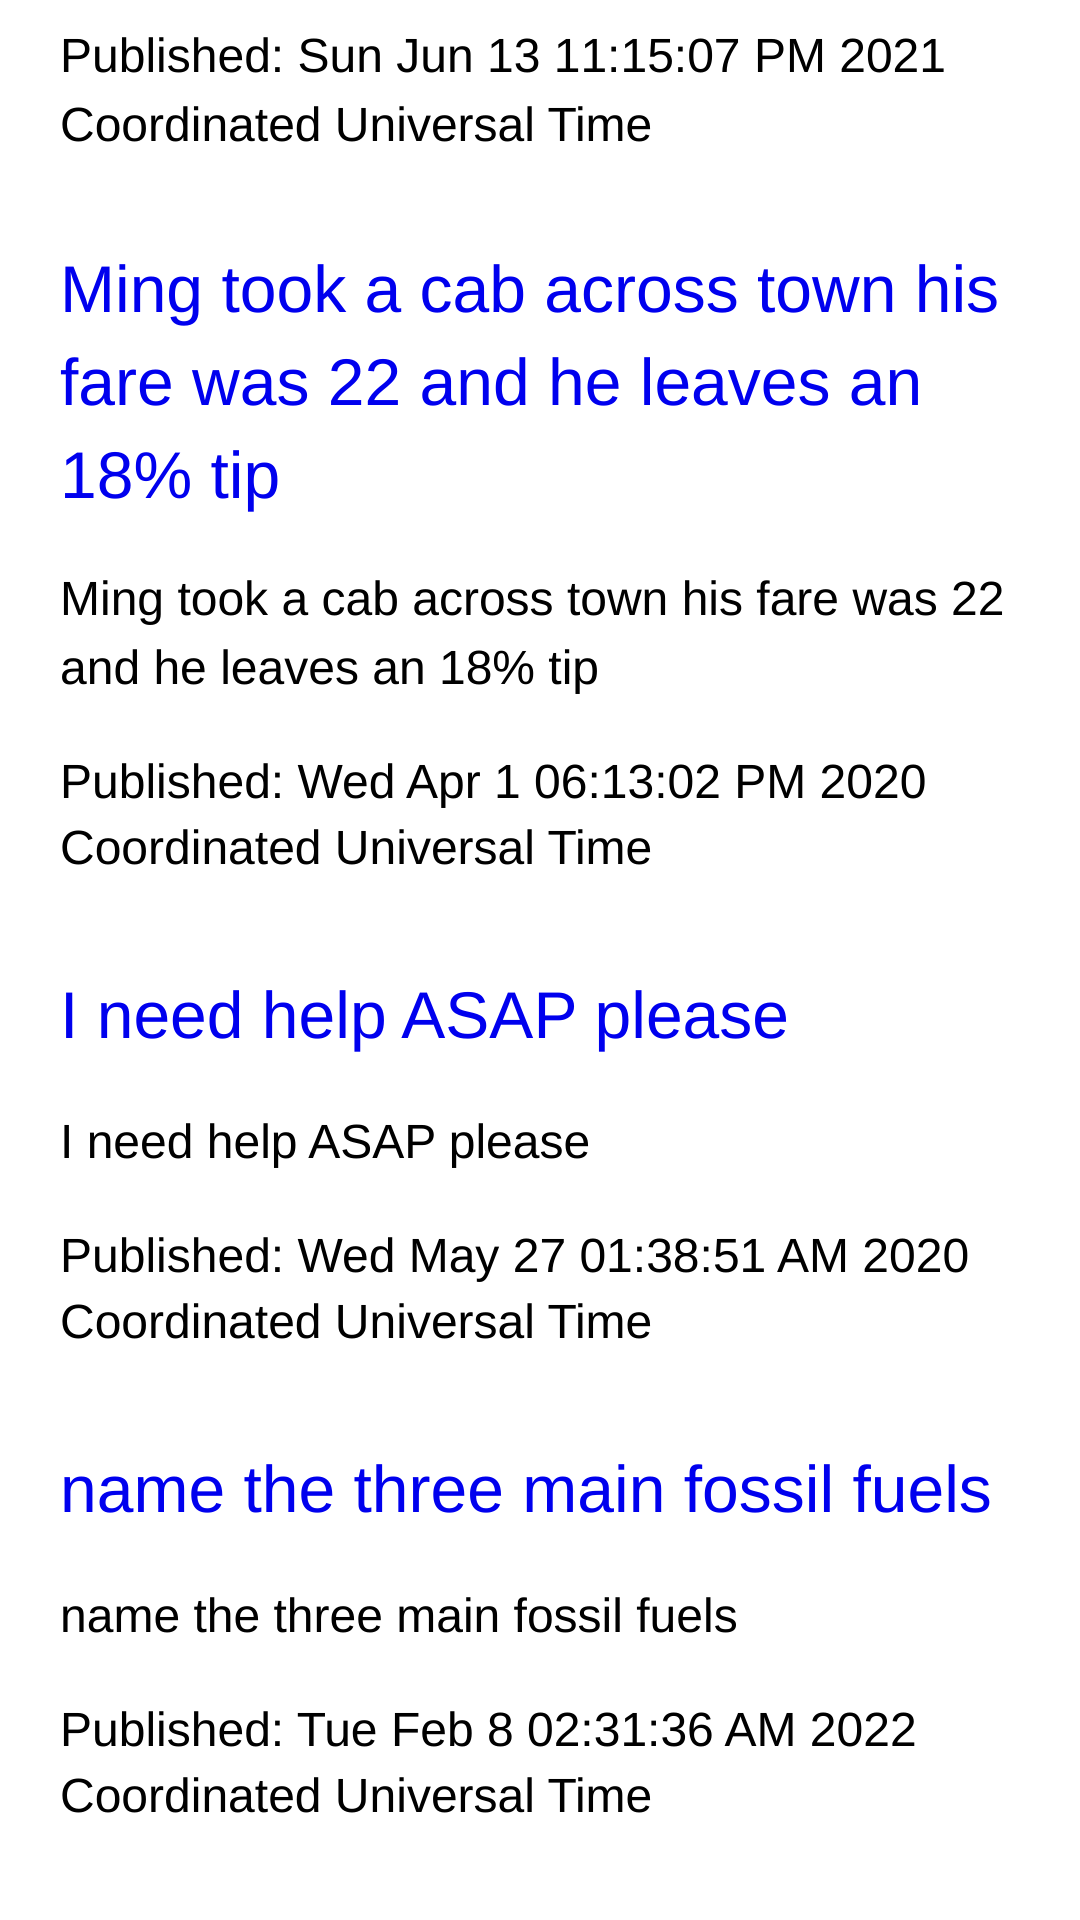 Published: Sun Jun 13 11:15:07 PM 2021
Coordinated Universal Time
Ming took a cab across town his
fare was 22 and he leaves an
18% tip
Ming took a cab across town his fare was 22
and he leaves an 18% tip
Published: Wed Apr 1 06:13:02 PM 2020
Coordinated Universal Time
I need help ASAP please
I need help ASAP please
Published: Wed May 27 01:38:51 AM 2020
Coordinated Universal Time
name the three main fossil fuels
name the three main fossil fuels
Published: Tue Feb 8 02:31:36 AM 2022
Coordinated Universal Time